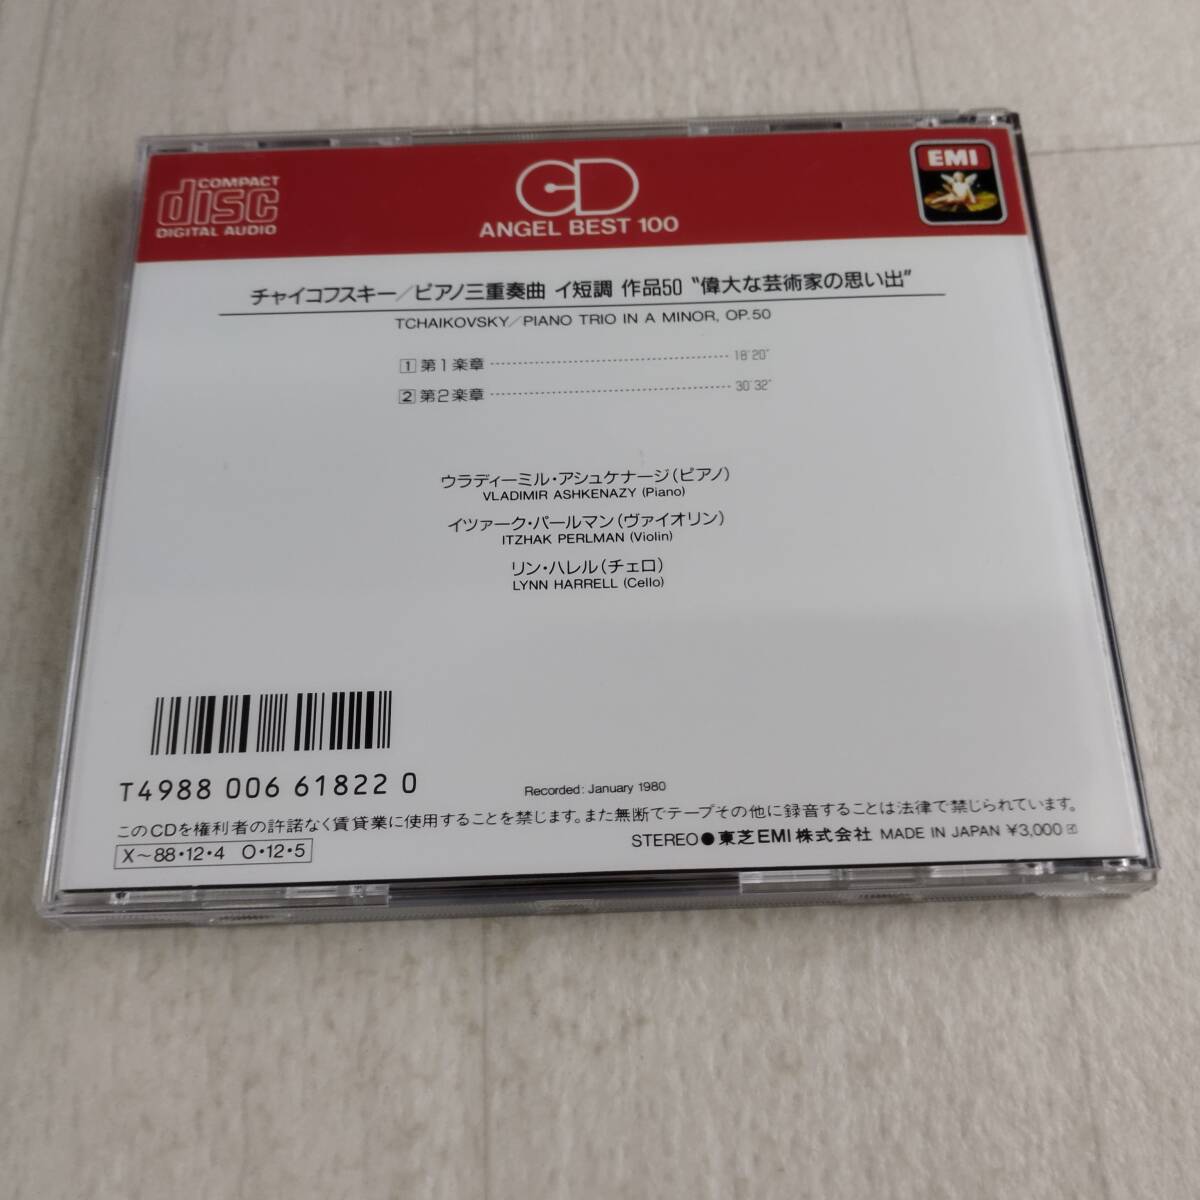 COMPACT
disc
DIGITAL AUDIO
CD
ANGEL BEST 100
EMI
チャイコフスキー／ピアノ三重奏曲 イ短調 作品50 “偉大な芸術家の思い出”
TCHAIKOVSKY／PIANO TRIO IN A MINOR, OP.50
1 第1楽章 18′20″
2 第2楽章 30′32″
ウラディーミル・アシュケナージ(ピアノ)
VLADIMIR ASHKENAZY (Piano)
イツァーク・パールマン(ヴァイオリン)
ITZHAK PERLMAN (Violin)
リン・ハレル(チェロ)
LYNN HARRELL (Cello)
T4988 006 61822 0
Recorded: January 1980
このCDを権利者の許諾なく賃貸業に使用することを禁じます。また無断でテープその他に録音することは法律で禁じられています。
X〜88・12・4 O・12・5
STEREO●東芝EMI株式会社 MADE IN JAPAN ¥3,000